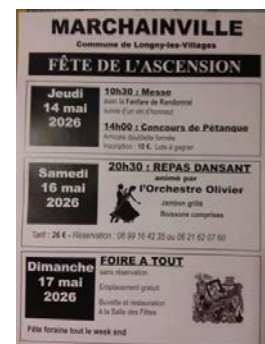 MARCHAINVILLE
Commune de Longny-les-Villages
FÊTE DE L'ASCENSION
Jeudi
14 mai
2026
10h30 : Messe
avec la Fanfare de Randonnai
suivie d'un vin d'honneur
14h00 : Concours de Pétanque
Amicale doublette formée
Inscription : 10 €. Lots à gagner
Samedi
16 mai
2026
20h30 : REPAS DANSANT
animé par
l'Orchestre Olivier
Jambon grillé
Boissons comprises
Tarif : 26 € - Réservation : 06 99 16 42 35 ou 06 21 62 07 60
Dimanche
17 mai
2026
FOIRE A TOUT
sans réservation
Emplacement gratuit
Buvette et restauration
à la Salle des Fêtes
Fête foraine tout le week end